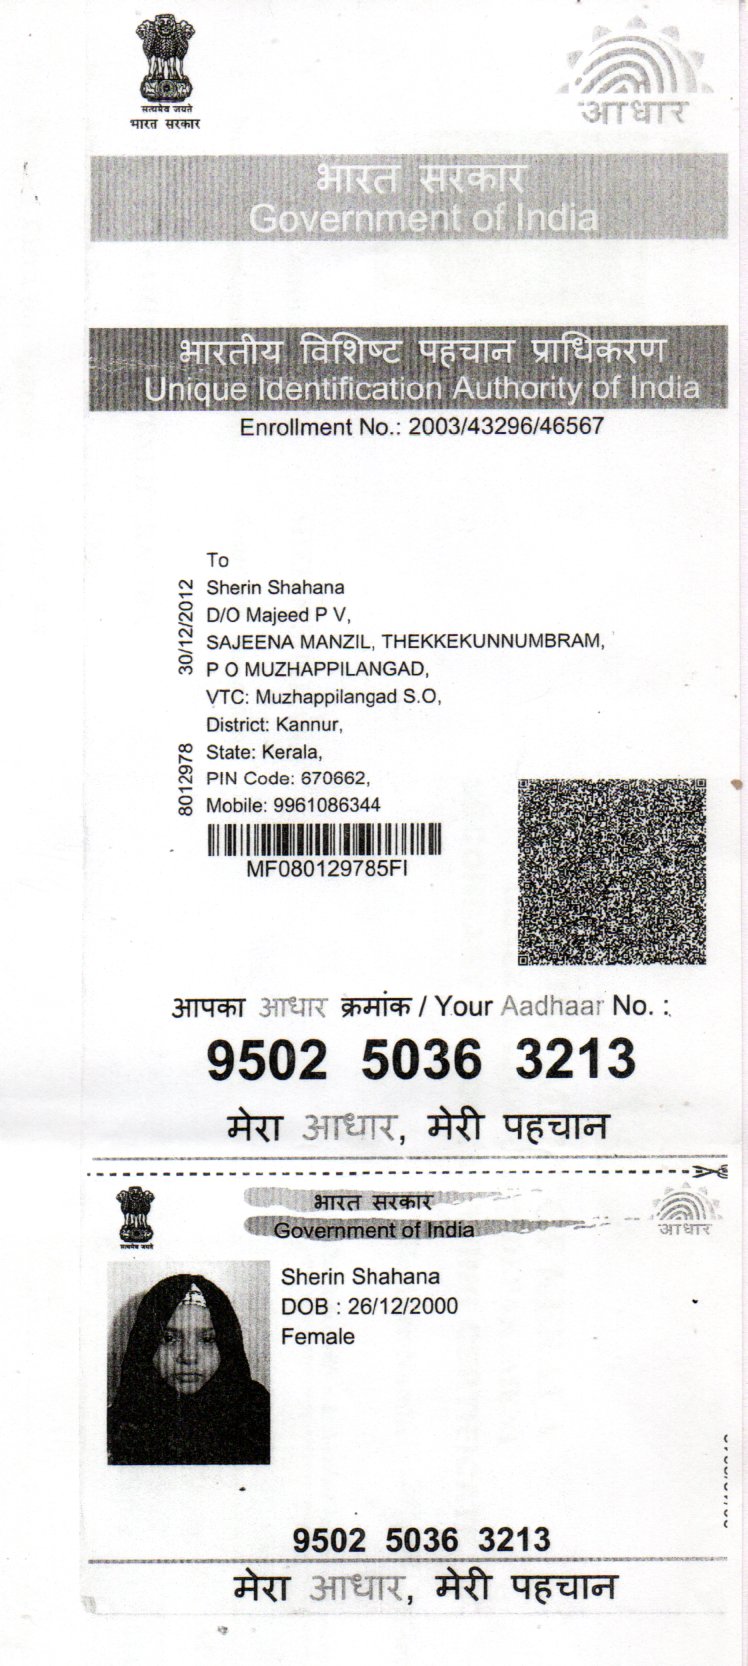 सत्यमेव जयते
भारत सरकार
आधार
भारत सरकार
Government of India
भारतीय विशिष्ट पहचान प्राधिकरण
Unique Identification Authority of India
Enrollment No.: 2003/43296/46567
30/12/2012
8012978
To
Sherin Shahana
D/O Majeed P V,
SAJEENA MANZIL, THEKKEKUNNUMBRAM,
P O MUZHAPPILANGAD,
VTC: Muzhappilangad S.O,
District: Kannur,
State: Kerala,
PIN Code: 670662,
Mobile: 9961086344
MF080129785FI
आपका आधार क्रमांक / Your Aadhaar No. :
9502 5036 3213
मेरा आधार, मेरी पहचान
सत्यमेव जयते
भारत सरकार
Government of India
आधार
Sherin Shahana
DOB : 26/12/2000
Female
9502 5036 3213
मेरा आधार, मेरी पहचान